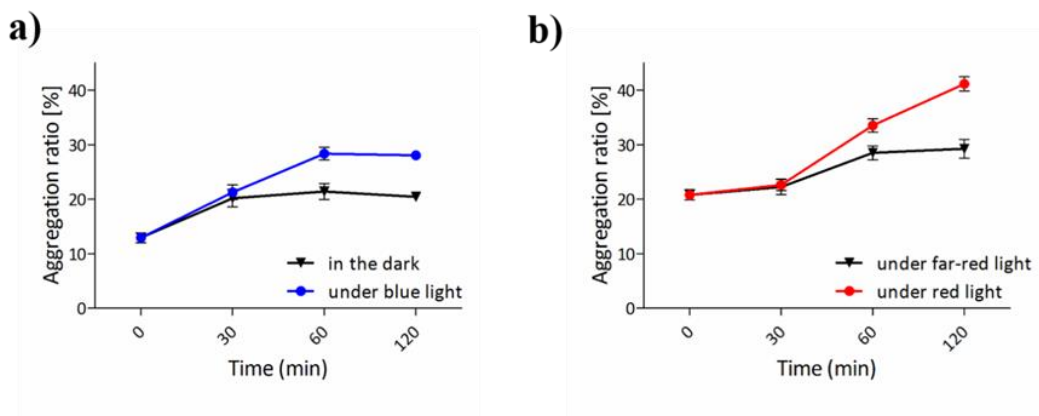 a)
Aggregation ratio [%]
40
30
20
10
0
in the dark
under blue light
0
30
60
120
Time (min)
b)
Aggregation ratio [%]
40
30
20
10
0
under far-red light
under red light
0
30
60
120
Time (min)